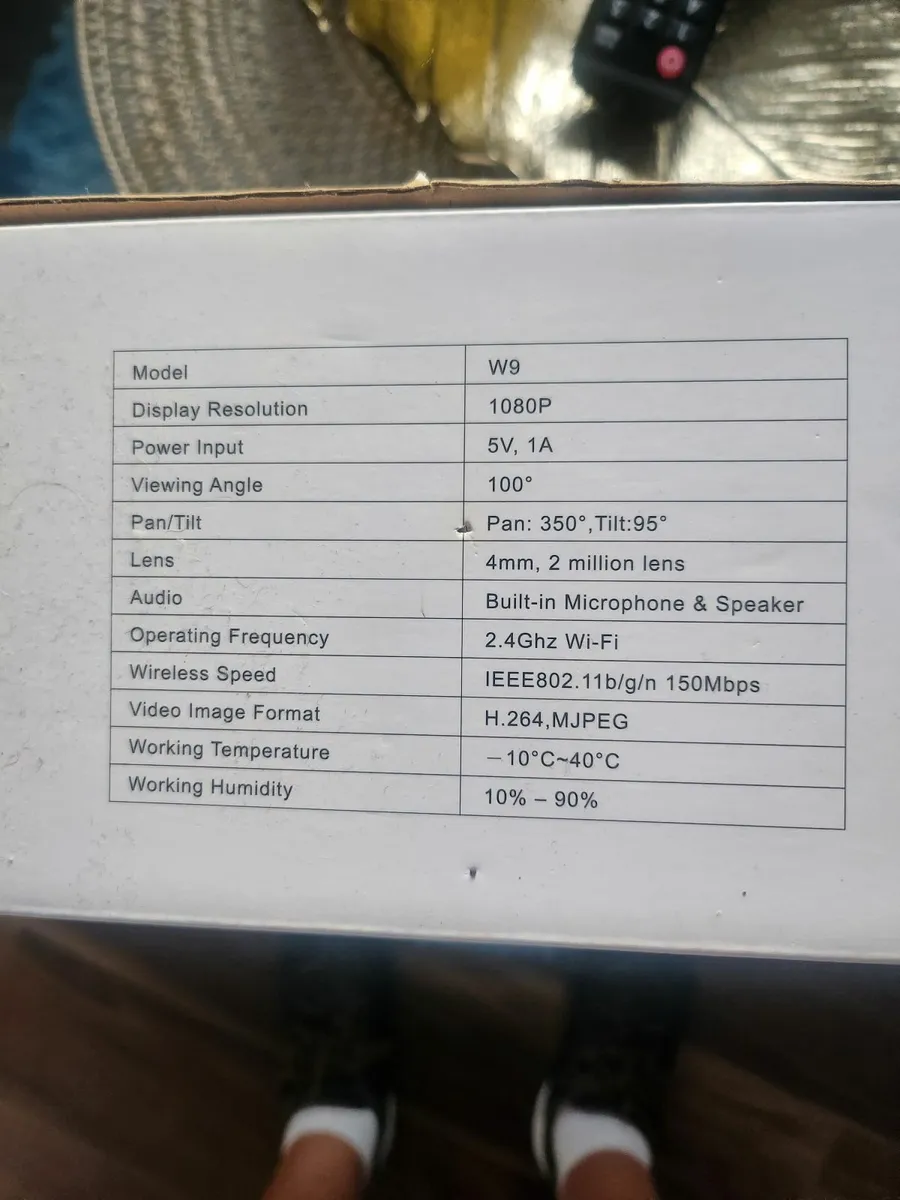 Model W9
Display Resolution 1080P
Power Input 5V, 1A
Viewing Angle 100°
Pan/Tilt Pan: 350°,Tilt:95°
Lens 4mm, 2 million lens
Audio Built-in Microphone & Speaker
Operating Frequency 2.4Ghz Wi-Fi
Wireless Speed IEEE802.11b/g/n 150Mbps
Video Image Format H.264,MJPEG
Working Temperature －10°C~40°C
Working Humidity 10% – 90%